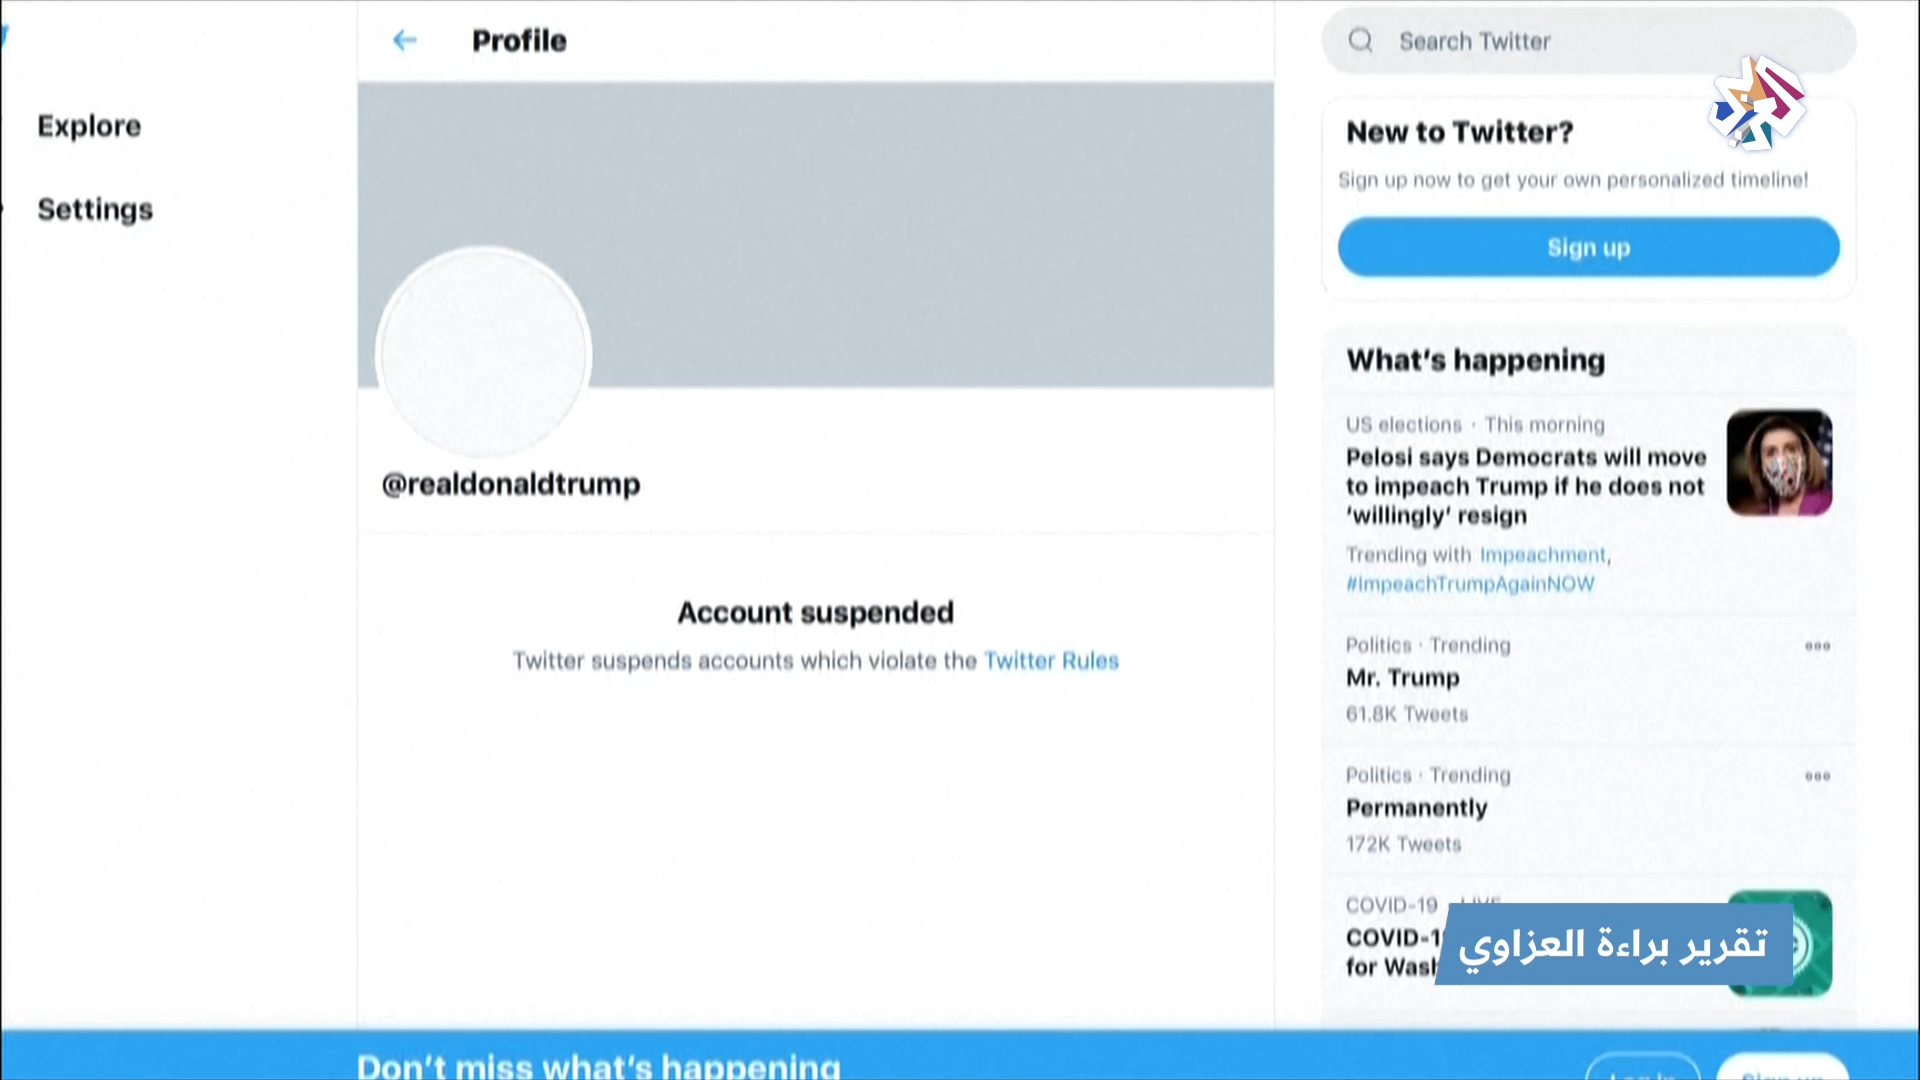 Profile
Explore
Settings
@realdonaldtrump
Account suspended
Twitter suspends accounts which violate the Twitter Rules
Search Twitter
New to Twitter?
Sign up now to get your own personalized timeline!
Sign up
What's happening
US elections · This morning
Pelosi says Democrats will move
to impeach Trump if he does not
‘willingly’ resign
Trending with Impeachment,
#ImpeachTrumpAgainNOW
Politics · Trending
Mr. Trump
61.8K Tweets
Politics · Trending
Permanently
172K Tweets
COVID-19
COVID-1
for
تقرير براءة العزاوي
Don't miss what's happening